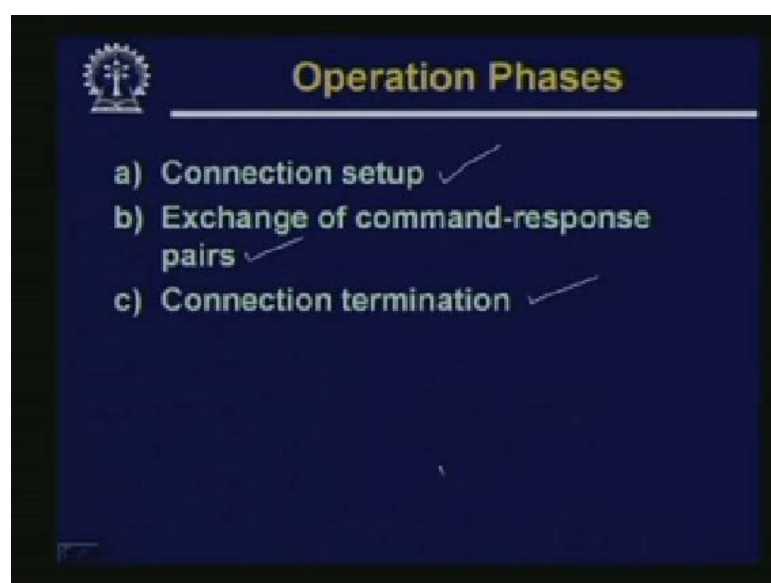 Operation Phases
a) Connection setup
b) Exchange of command-response
pairs
c) Connection termination